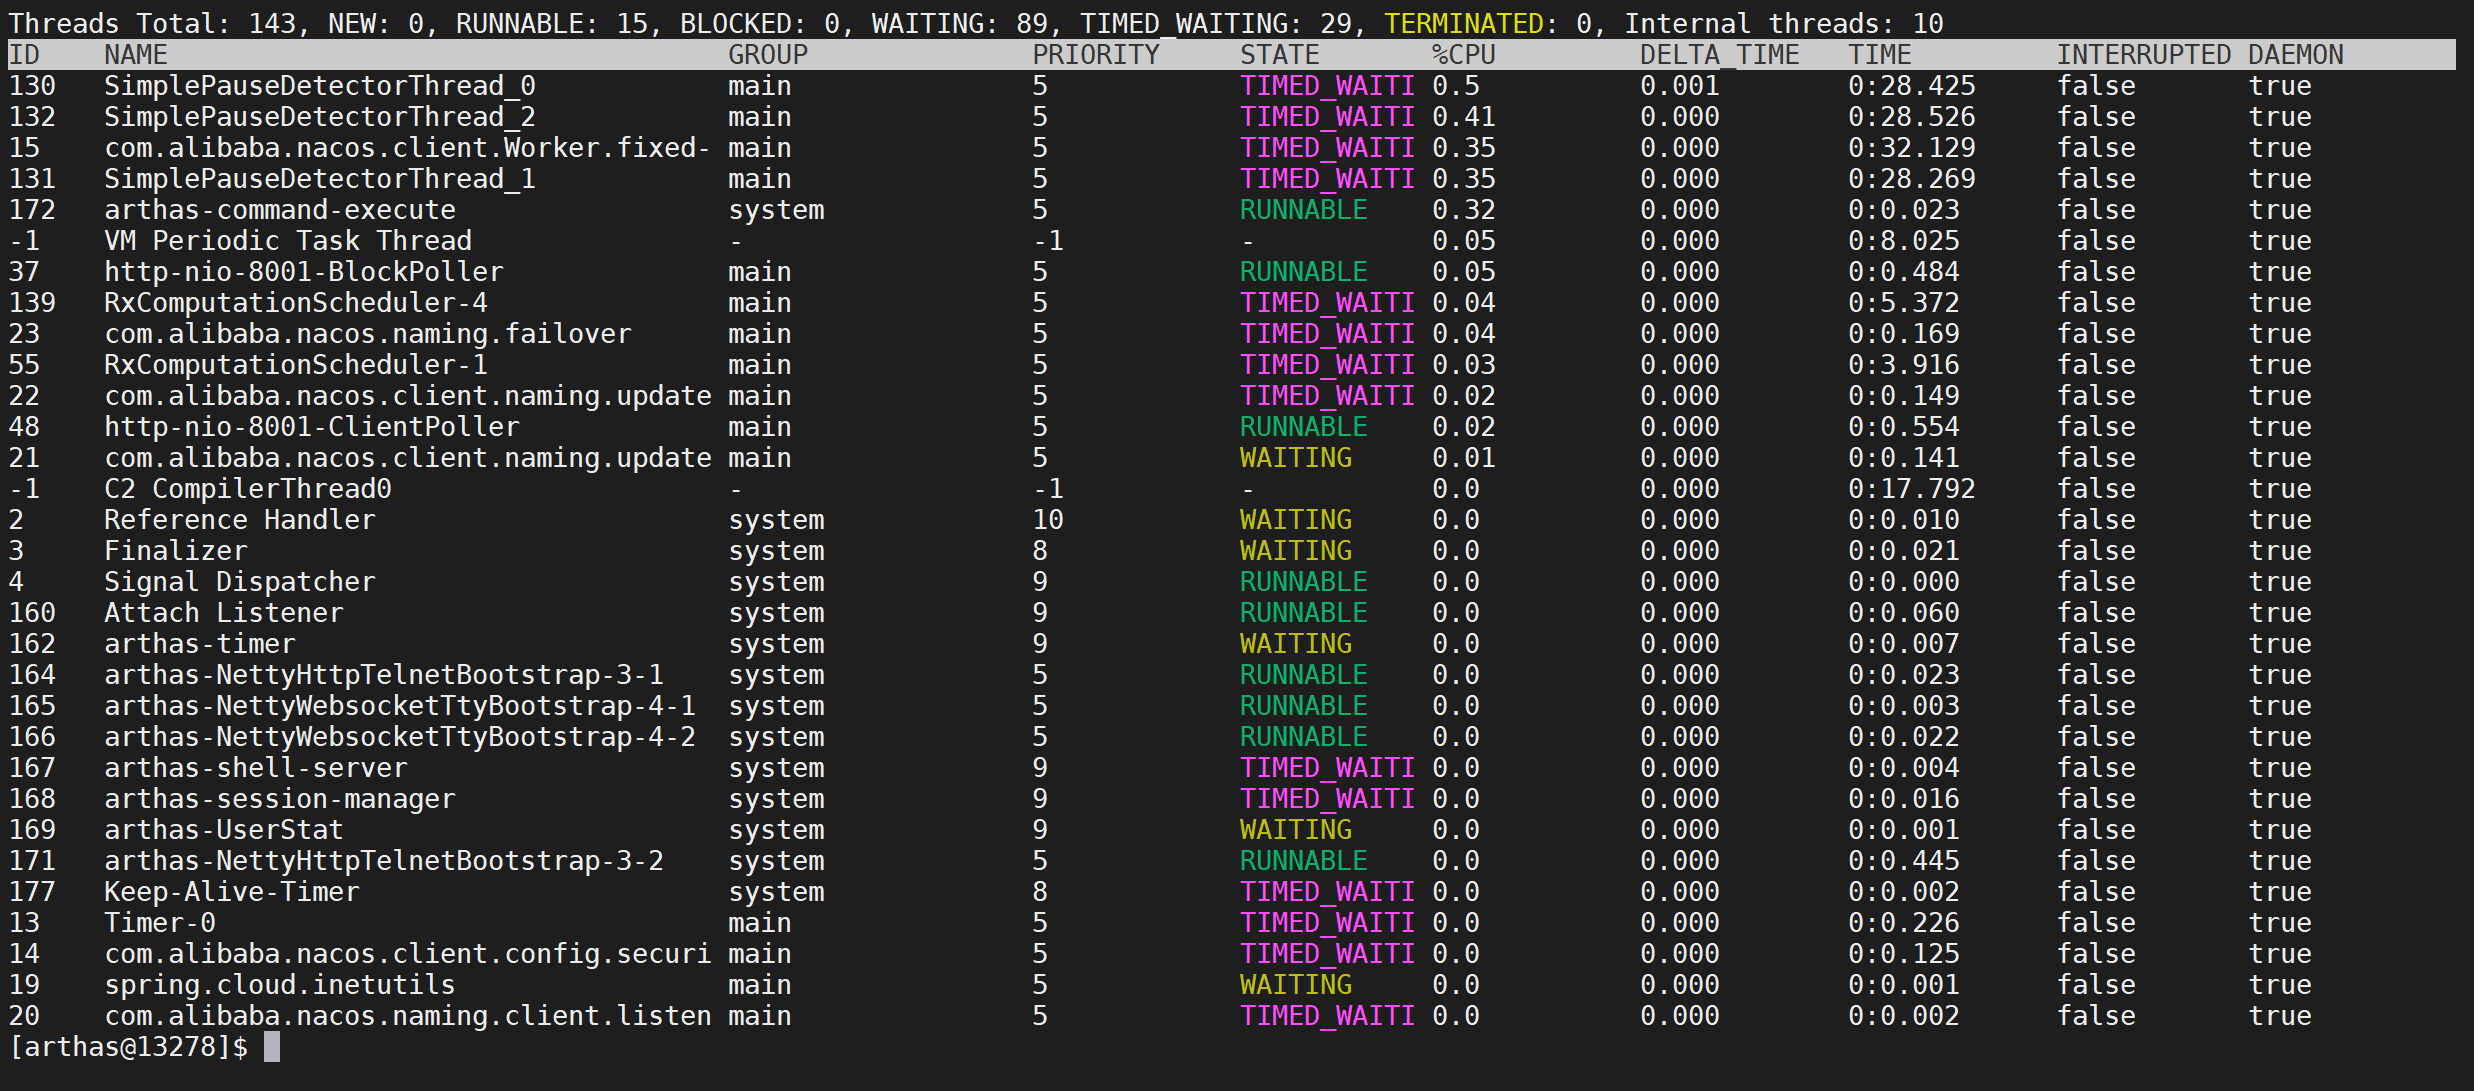 Threads Total: 143, NEW: 0, RUNNABLE: 15, BLOCKED: 0, WAITING: 89, TIMED_WAITING: 29, TERMINATED: 0, Internal threads: 10
ID NAME GROUP PRIORITY STATE %CPU DELTA_TIME TIME INTERRUPTED DAEMON
130 SimplePauseDetectorThread_0 main 5 TIMED_WAITI 0.5 0.001 0:28.425 false true
132 SimplePauseDetectorThread_2 main 5 TIMED_WAITI 0.41 0.000 0:28.526 false true
15 com.alibaba.nacos.client.Worker.fixed- main 5 TIMED_WAITI 0.35 0.000 0:32.129 false true
131 SimplePauseDetectorThread_1 main 5 TIMED_WAITI 0.35 0.000 0:28.269 false true
172 arthas-command-execute system 5 RUNNABLE 0.32 0.000 0:0.023 false true
-1 VM Periodic Task Thread - -1 - 0.05 0.000 0:8.025 false true
37 http-nio-8001-BlockPoller main 5 RUNNABLE 0.05 0.000 0:0.484 false true
139 RxComputationScheduler-4 main 5 TIMED_WAITI 0.04 0.000 0:5.372 false true
23 com.alibaba.nacos.naming.failover main 5 TIMED_WAITI 0.04 0.000 0:0.169 false true
55 RxComputationScheduler-1 main 5 TIMED_WAITI 0.03 0.000 0:3.916 false true
22 com.alibaba.nacos.client.naming.update main 5 TIMED_WAITI 0.02 0.000 0:0.149 false true
48 http-nio-8001-ClientPoller main 5 RUNNABLE 0.02 0.000 0:0.554 false true
21 com.alibaba.nacos.client.naming.update main 5 WAITING 0.01 0.000 0:0.141 false true
-1 C2 CompilerThread0 - -1 - 0.0 0.000 0:17.792 false true
2 Reference Handler system 10 WAITING 0.0 0.000 0:0.010 false true
3 Finalizer system 8 WAITING 0.0 0.000 0:0.021 false true
4 Signal Dispatcher system 9 RUNNABLE 0.0 0.000 0:0.000 false true
160 Attach Listener system 9 RUNNABLE 0.0 0.000 0:0.060 false true
162 arthas-timer system 9 WAITING 0.0 0.000 0:0.007 false true
164 arthas-NettyHttpTelnetBootstrap-3-1 system 5 RUNNABLE 0.0 0.000 0:0.023 false true
165 arthas-NettyWebsocketTtyBootstrap-4-1 system 5 RUNNABLE 0.0 0.000 0:0.003 false true
166 arthas-NettyWebsocketTtyBootstrap-4-2 system 5 RUNNABLE 0.0 0.000 0:0.022 false true
167 arthas-shell-server system 9 TIMED_WAITI 0.0 0.000 0:0.004 false true
168 arthas-session-manager system 9 TIMED_WAITI 0.0 0.000 0:0.016 false true
169 arthas-UserStat system 9 WAITING 0.0 0.000 0:0.001 false true
171 arthas-NettyHttpTelnetBootstrap-3-2 system 5 RUNNABLE 0.0 0.000 0:0.445 false true
177 Keep-Alive-Timer system 8 TIMED_WAITI 0.0 0.000 0:0.002 false true
13 Timer-0 main 5 TIMED_WAITI 0.0 0.000 0:0.226 false true
14 com.alibaba.nacos.client.config.securi main 5 TIMED_WAITI 0.0 0.000 0:0.125 false true
19 spring.cloud.inetutils main 5 WAITING 0.0 0.000 0:0.001 false true
20 com.alibaba.nacos.naming.client.listen main 5 TIMED_WAITI 0.0 0.000 0:0.002 false true
[arthas@13278]$